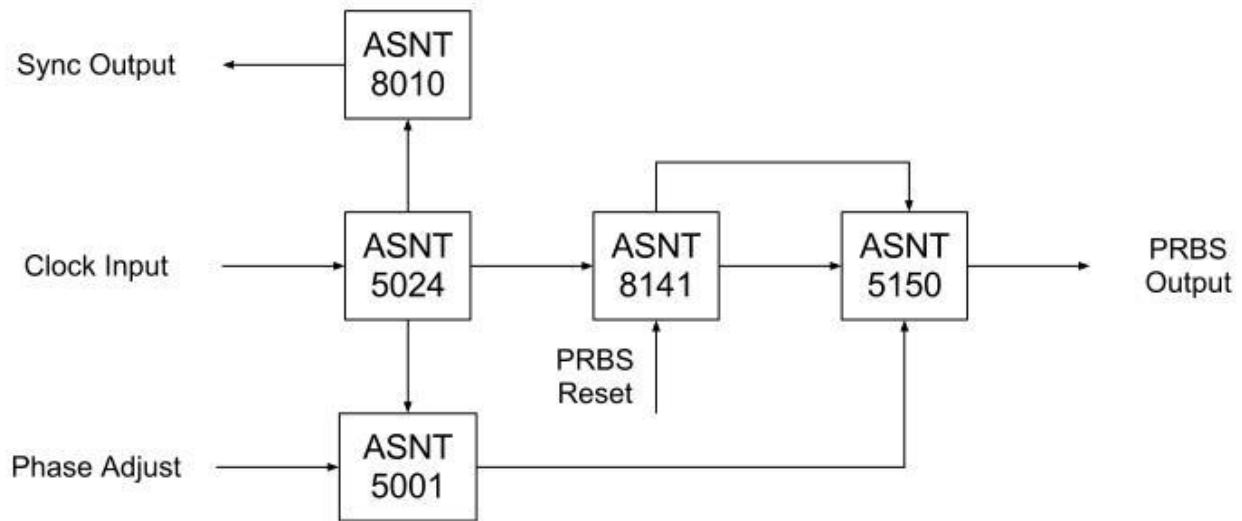 ASNT
8010
Sync Output
Clock Input
ASNT
5024
ASNT
8141
ASNT
5150
PRBS
Output
PRBS
Reset
Phase Adjust
ASNT
5001